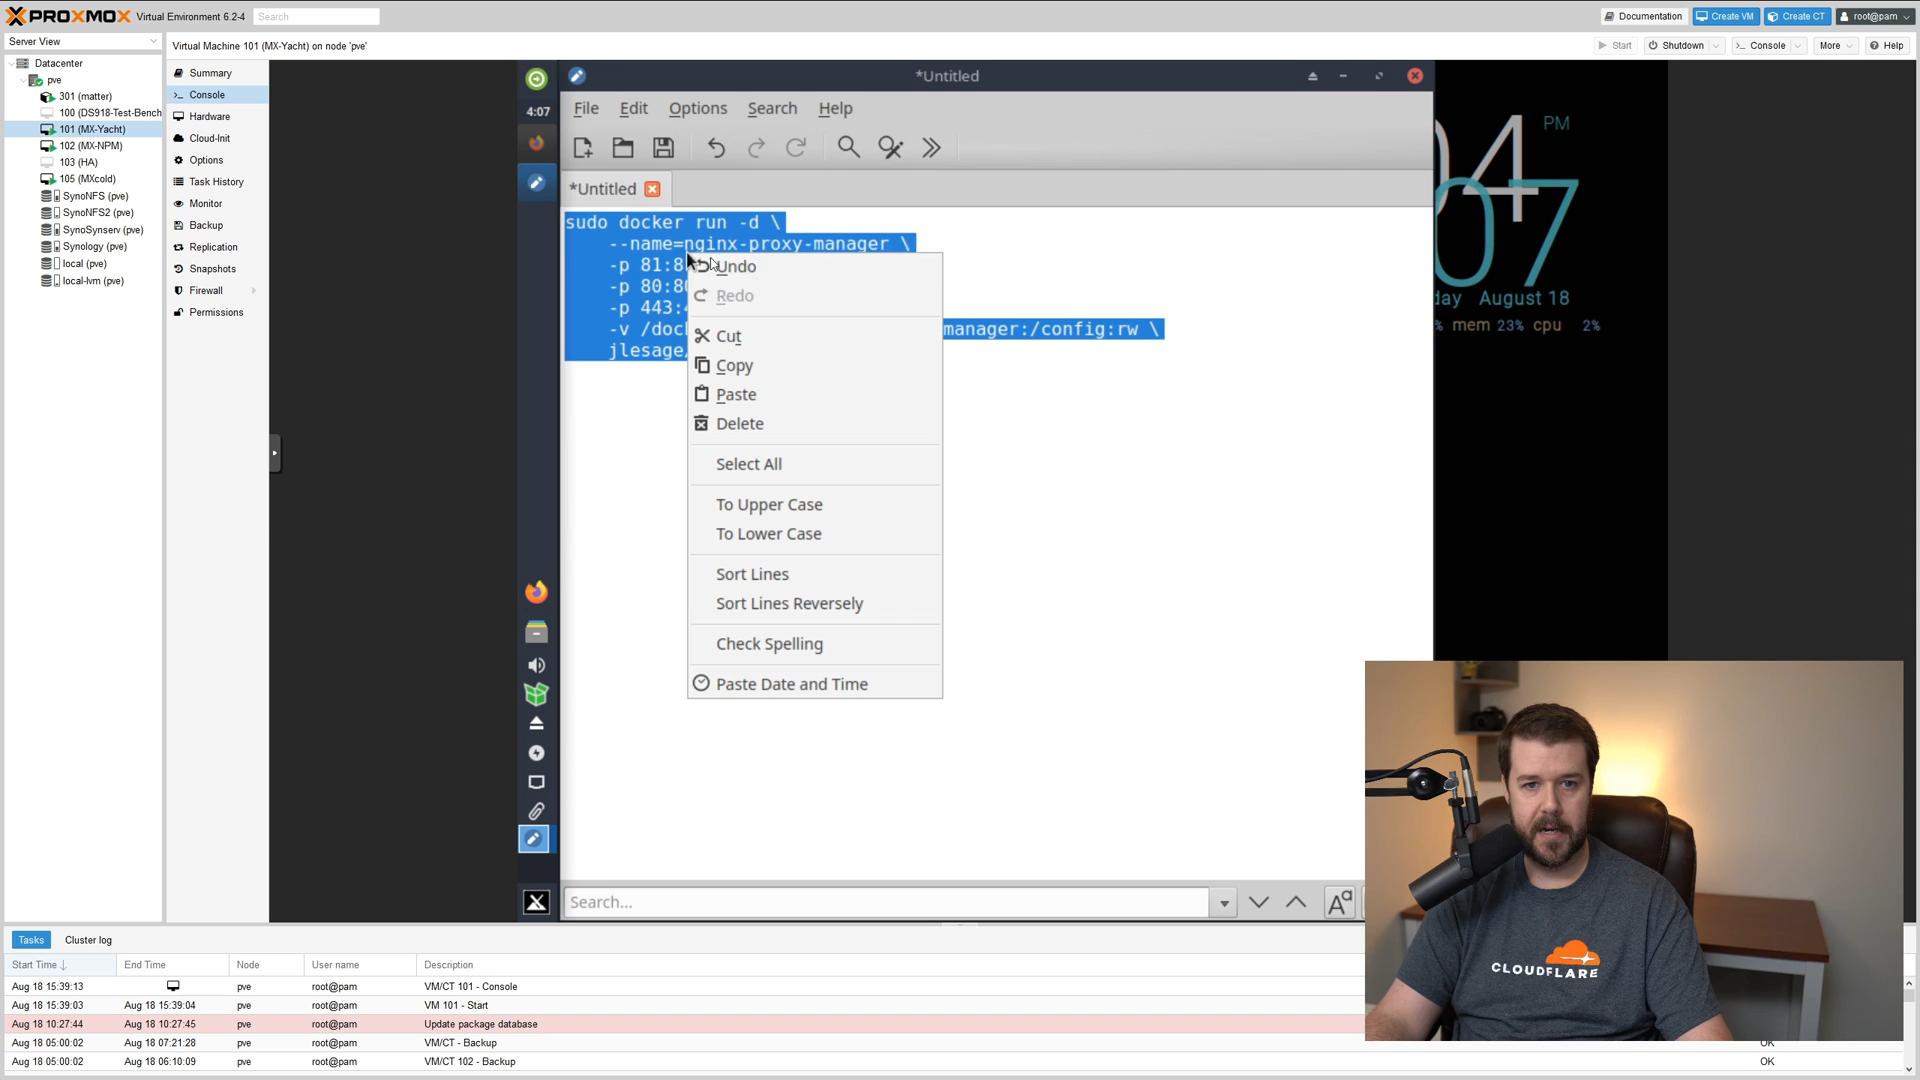 PROXMOX Virtual Environment 6.2-4 Search
Documentation Create VM Create CT root@pam
Server View
Virtual Machine 101 (MX-Yacht) on node 'pve'
Start Shutdown Console More Help
Datacenter
pve
301 (matter)
100 (DS918-Test-Bench
101 (MX-Yacht)
102 (MX-NPM)
103 (HA)
105 (MXcold)
SynoNFS (pve)
SynoNFS2 (pve)
SynoSynserv (pve)
Synology (pve)
local (pve)
local-lvm (pve)
Summary
Console
Hardware
Cloud-Init
Options
Task History
Monitor
Backup
Replication
Snapshots
Firewall
Permissions
4:07
*Untitled
File Edit Options Search Help
*Untitled
sudo docker run -d \
--name=nginx-proxy-manager \
-p 81:8
-p 80:80
-p 443:4
-v /doc manager:/config:rw \
jlesage/
Undo
Redo
Cut
Copy
Paste
Delete
Select All
To Upper Case
To Lower Case
Sort Lines
Sort Lines Reversely
Check Spelling
Paste Date and Time
Search...
04 PM
07
day August 18
% mem 23% cpu 2%
CLOUDFLARE
Tasks Cluster log
Start Time End Time Node User name Description
Aug 18 15:39:13 pve root@pam VM/CT 101 - Console
Aug 18 15:39:03 Aug 18 15:39:04 pve root@pam VM 101 - Start
Aug 18 10:27:44 Aug 18 10:27:45 pve root@pam Update package database
Aug 18 05:00:02 Aug 18 07:21:28 pve root@pam VM/CT - Backup OK
Aug 18 05:00:02 Aug 18 06:10:09 pve root@pam VM/CT 102 - Backup OK